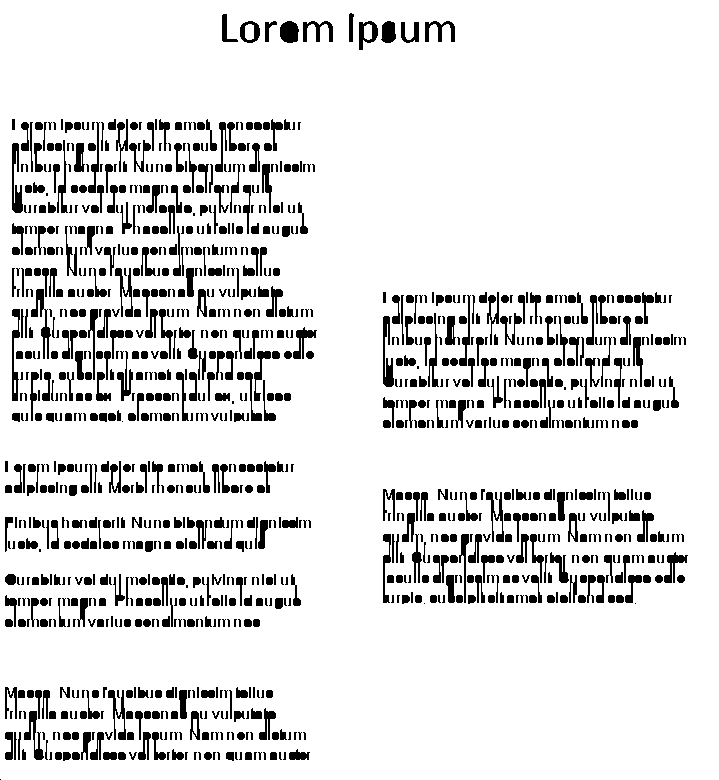 Lorem Ipsum
Lorem ipsum dolor sit amet, consectetur
adipiscing elit. Morbi rhoncus libero at
finibus hendrerit. Nunc bibendum dignissim
justo, id sodales magna eleifend quis.
Curabitur vel dui molestie, pulvinar nisl ut,
tempor magna. Phasellus ut felis id augue
elementum varius condimentum nec
massa. Nunc faucibus dignissim tellus
fringilla auctor. Maecenas eu vulputate
quam, nec gravida ipsum. Nam non dictum
elit. Suspendisse vel tortor non quam auctor
iaculis dignissim ac velit. Suspendisse odio
turpis, suscipit sit amet eleifend sed,
tincidunt ac ex. Praesent dui ex, ultrices
quis quam eget, elementum vulputate
Lorem ipsum dolor sit amet, consectetur
adipiscing elit. Morbi rhoncus libero at
Finibus hendrerit. Nunc bibendum dignissim
justo, id sodales magna eleifend quis
Curabitur vel dui molestie, pulvinar nisl ut,
tempor magna. Phasellus ut felis id augue
elementum varius condimentum nec
Massa. Nunc faucibus dignissim tellus
fringilla auctor. Maecenas eu vulputate
quam, nec gravida ipsum. Nam non dictum
elit. Suspendisse vel tortor non quam auctor
Lorem ipsum dolor sit amet, consectetur
adipiscing elit. Morbi rhoncus libero at
finibus hendrerit. Nunc bibendum dignissim
justo, id sodales magna eleifend quis.
Curabitur vel dui molestie, pulvinar nisl ut,
tempor magna. Phasellus ut felis id augue
elementum varius condimentum nec
Massa. Nunc faucibus dignissim tellus
fringilla auctor. Maecenas eu vulputate
quam, nec gravida ipsum. Nam non dictum
elit. Suspendisse vel tortor non quam auctor
iaculis dignissim ac velit. Suspendisse odio
turpis, suscipit sit amet eleifend sed,